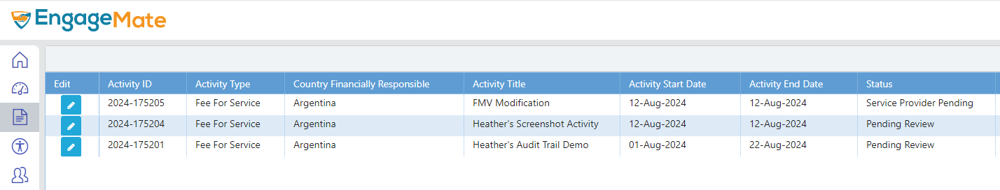 EngageMate
Edit Activity ID Activity Type Country Financially Responsible Activity Title Activity Start Date Activity End Date Status
2024-175205 Fee For Service Argentina FMV Modification 12-Aug-2024 12-Aug-2024 Service Provider Pending
2024-175204 Fee For Service Argentina Heather's Screenshot Activity 12-Aug-2024 12-Aug-2024 Pending Review
2024-175201 Fee For Service Argentina Heather's Audit Trail Demo 01-Aug-2024 22-Aug-2024 Pending Review